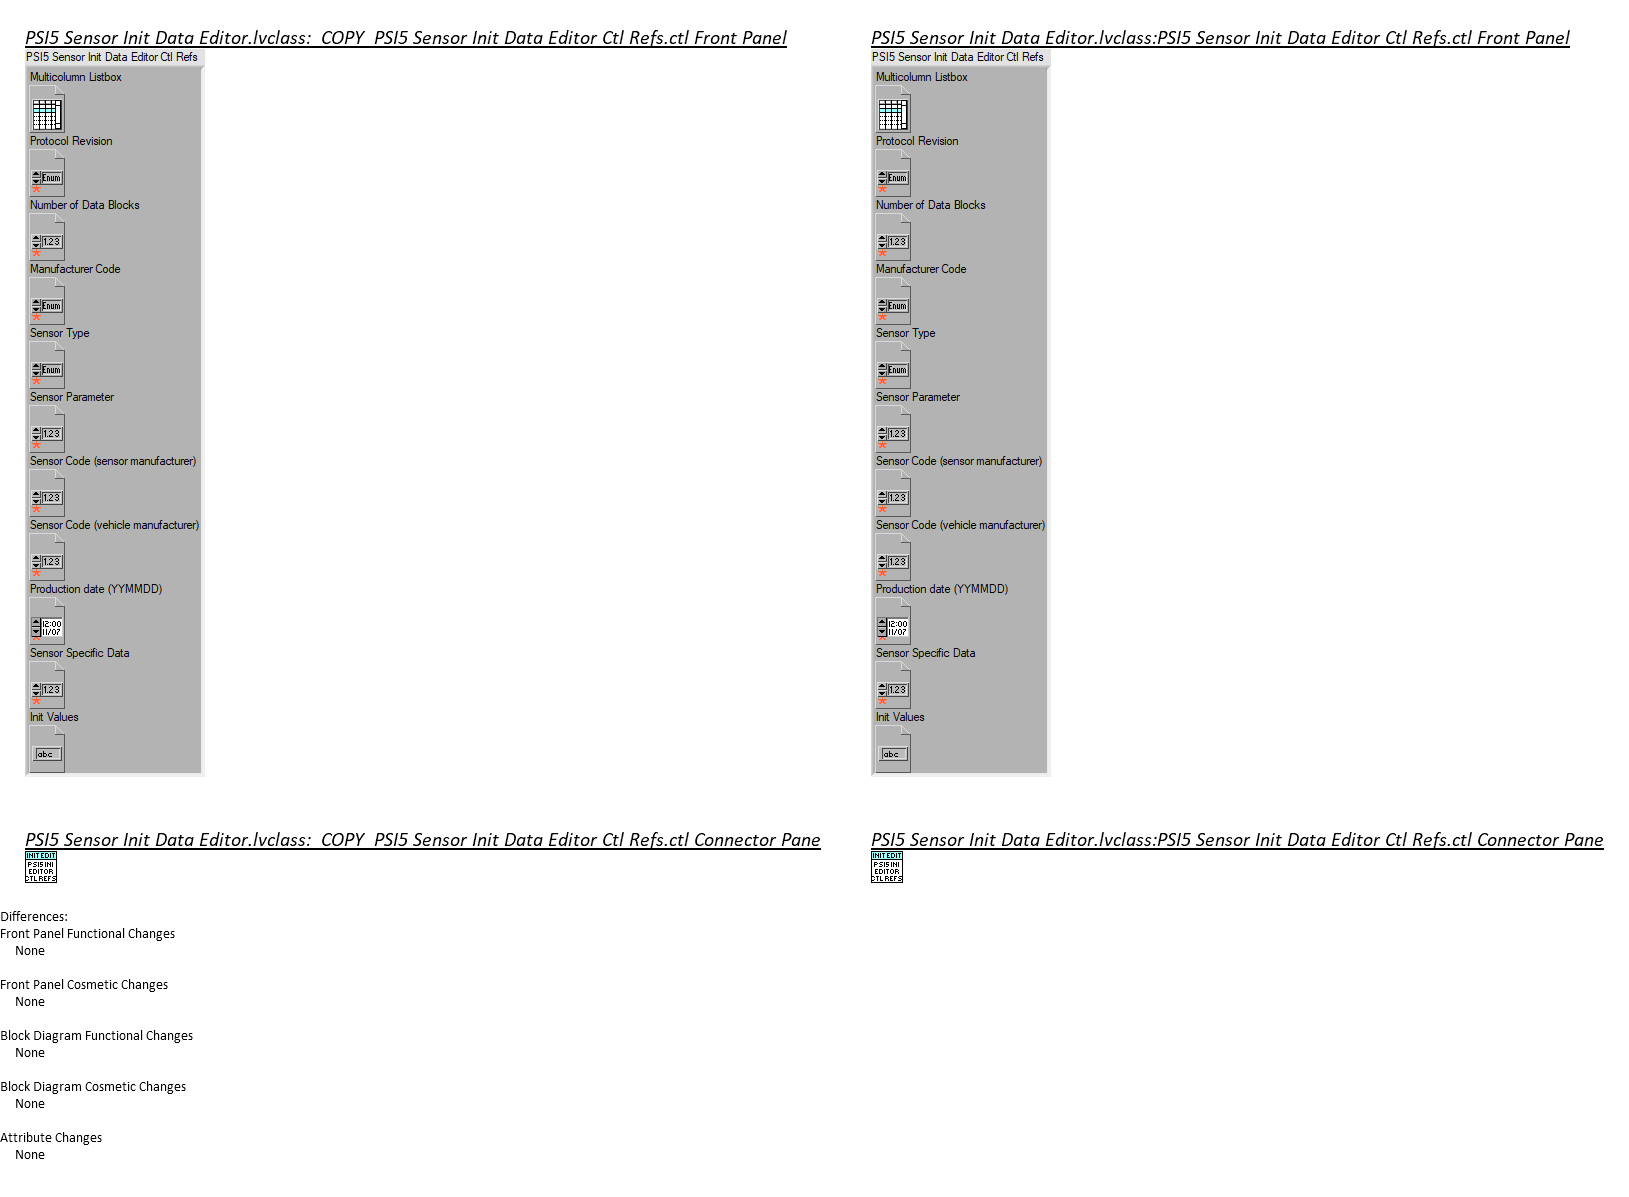 PSI5 Sensor Init Data Editor.lvclass:  COPY  PSI5 Sensor Init Data Editor Ctl Refs.ctl Front Panel
PSI5 Sensor Init Data Editor Ctl Refs
Multicolumn Listbox
Protocol Revision
Enum
Number of Data Blocks
1.23
Manufacturer Code
Enum
Sensor Type
Enum
Sensor Parameter
1.23
Sensor Code (sensor manufacturer)
1.23
Sensor Code (vehicle manufacturer)
1.23
Production date (YYMMDD)
12:00
11/07
Sensor Specific Data
1.23
Init Values
abc
PSI5 Sensor Init Data Editor.lvclass:PSI5 Sensor Init Data Editor Ctl Refs.ctl Front Panel
PSI5 Sensor Init Data Editor Ctl Refs
Multicolumn Listbox
Protocol Revision
Enum
Number of Data Blocks
1.23
Manufacturer Code
Enum
Sensor Type
Enum
Sensor Parameter
1.23
Sensor Code (sensor manufacturer)
1.23
Sensor Code (vehicle manufacturer)
1.23
Production date (YYMMDD)
12:00
11/07
Sensor Specific Data
1.23
Init Values
abc
PSI5 Sensor Init Data Editor.lvclass:  COPY  PSI5 Sensor Init Data Editor Ctl Refs.ctl Connector Pane
INIT EDIT
PSI5 INI
EDITOR
CTL REFS
PSI5 Sensor Init Data Editor.lvclass:PSI5 Sensor Init Data Editor Ctl Refs.ctl Connector Pane
INIT EDIT
PSI5 INI
EDITOR
CTL REFS
Differences:
Front Panel Functional Changes
None
Front Panel Cosmetic Changes
None
Block Diagram Functional Changes
None
Block Diagram Cosmetic Changes
None
Attribute Changes
None